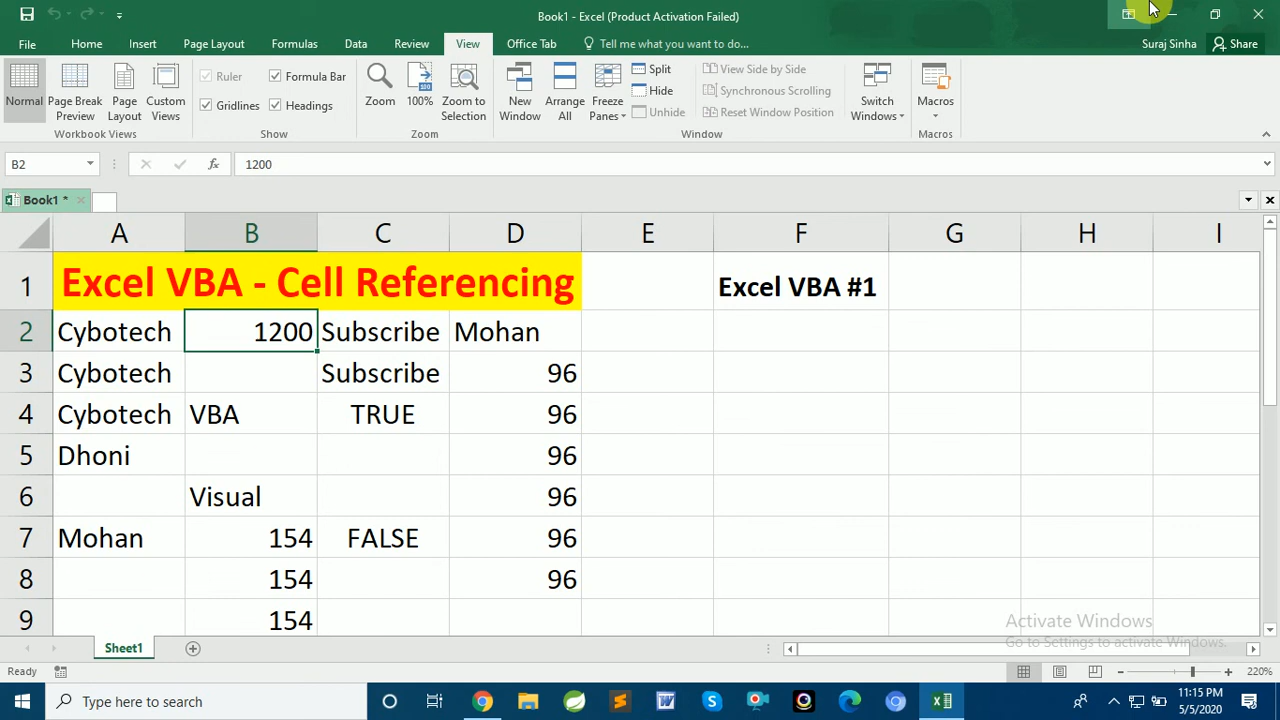 Book1 - Excel (Product Activation Failed)
File Home Insert Page Layout Formulas Data Review View Office Tab Tell me what you want to do... Suraj Sinha Share
Normal
Page Break Preview
Page Layout
Custom Views
Workbook Views
Ruler
Formula Bar
Gridlines
Headings
Show
Zoom
100%
Zoom to Selection
Zoom
New Window
Arrange All
Freeze Panes
Split
Hide
Unhide
View Side by Side
Synchronous Scrolling
Reset Window Position
Window
Switch Windows
Macros
Macros
B2 fx 1200
Book1 *
A B C D E F G H I
1 Excel VBA - Cell Referencing Excel VBA #1
2 Cybotech 1200 Subscribe Mohan
3 Cybotech Subscribe 96
4 Cybotech VBA TRUE 96
5 Dhoni 96
6 Visual 96
7 Mohan 154 FALSE 96
8 154 96
9 154
Activate Windows
Go to Settings to activate Windows.
Sheet1
Ready 220%
Type here to search
11:15 PM
5/5/2020